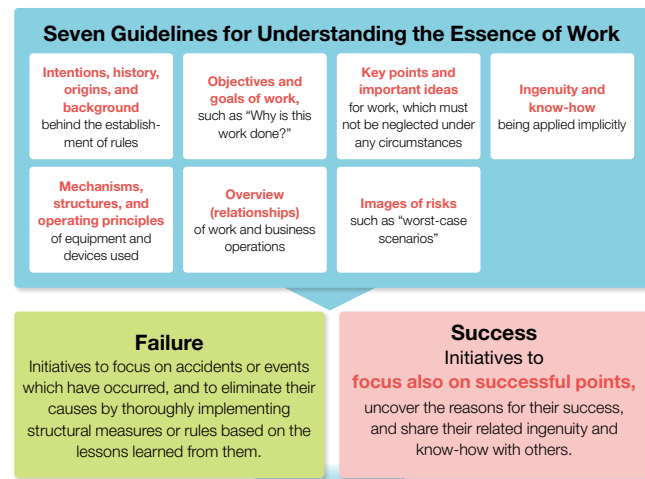 Seven Guidelines for Understanding the Essence of Work
Intentions, history,
origins, and
background
behind the establish-
ment of rules
Objectives and
goals of work,
such as “Why is this
work done?”
Key points and
important ideas
for work, which must
not be neglected under
any circumstances
Ingenuity and
know-how
being applied implicitly
Mechanisms,
structures, and
operating principles
of equipment and
devices used
Overview
(relationships)
of work and business
operations
Images of risks
such as “worst-case
scenarios”
Failure
Initiatives to focus on accidents or events
which have occurred, and to eliminate their
causes by thoroughly implementing
structural measures or rules based on the
lessons learned from them.
Success
Initiatives to
focus also on successful points,
uncover the reasons for their success,
and share their related ingenuity and
know-how with others.